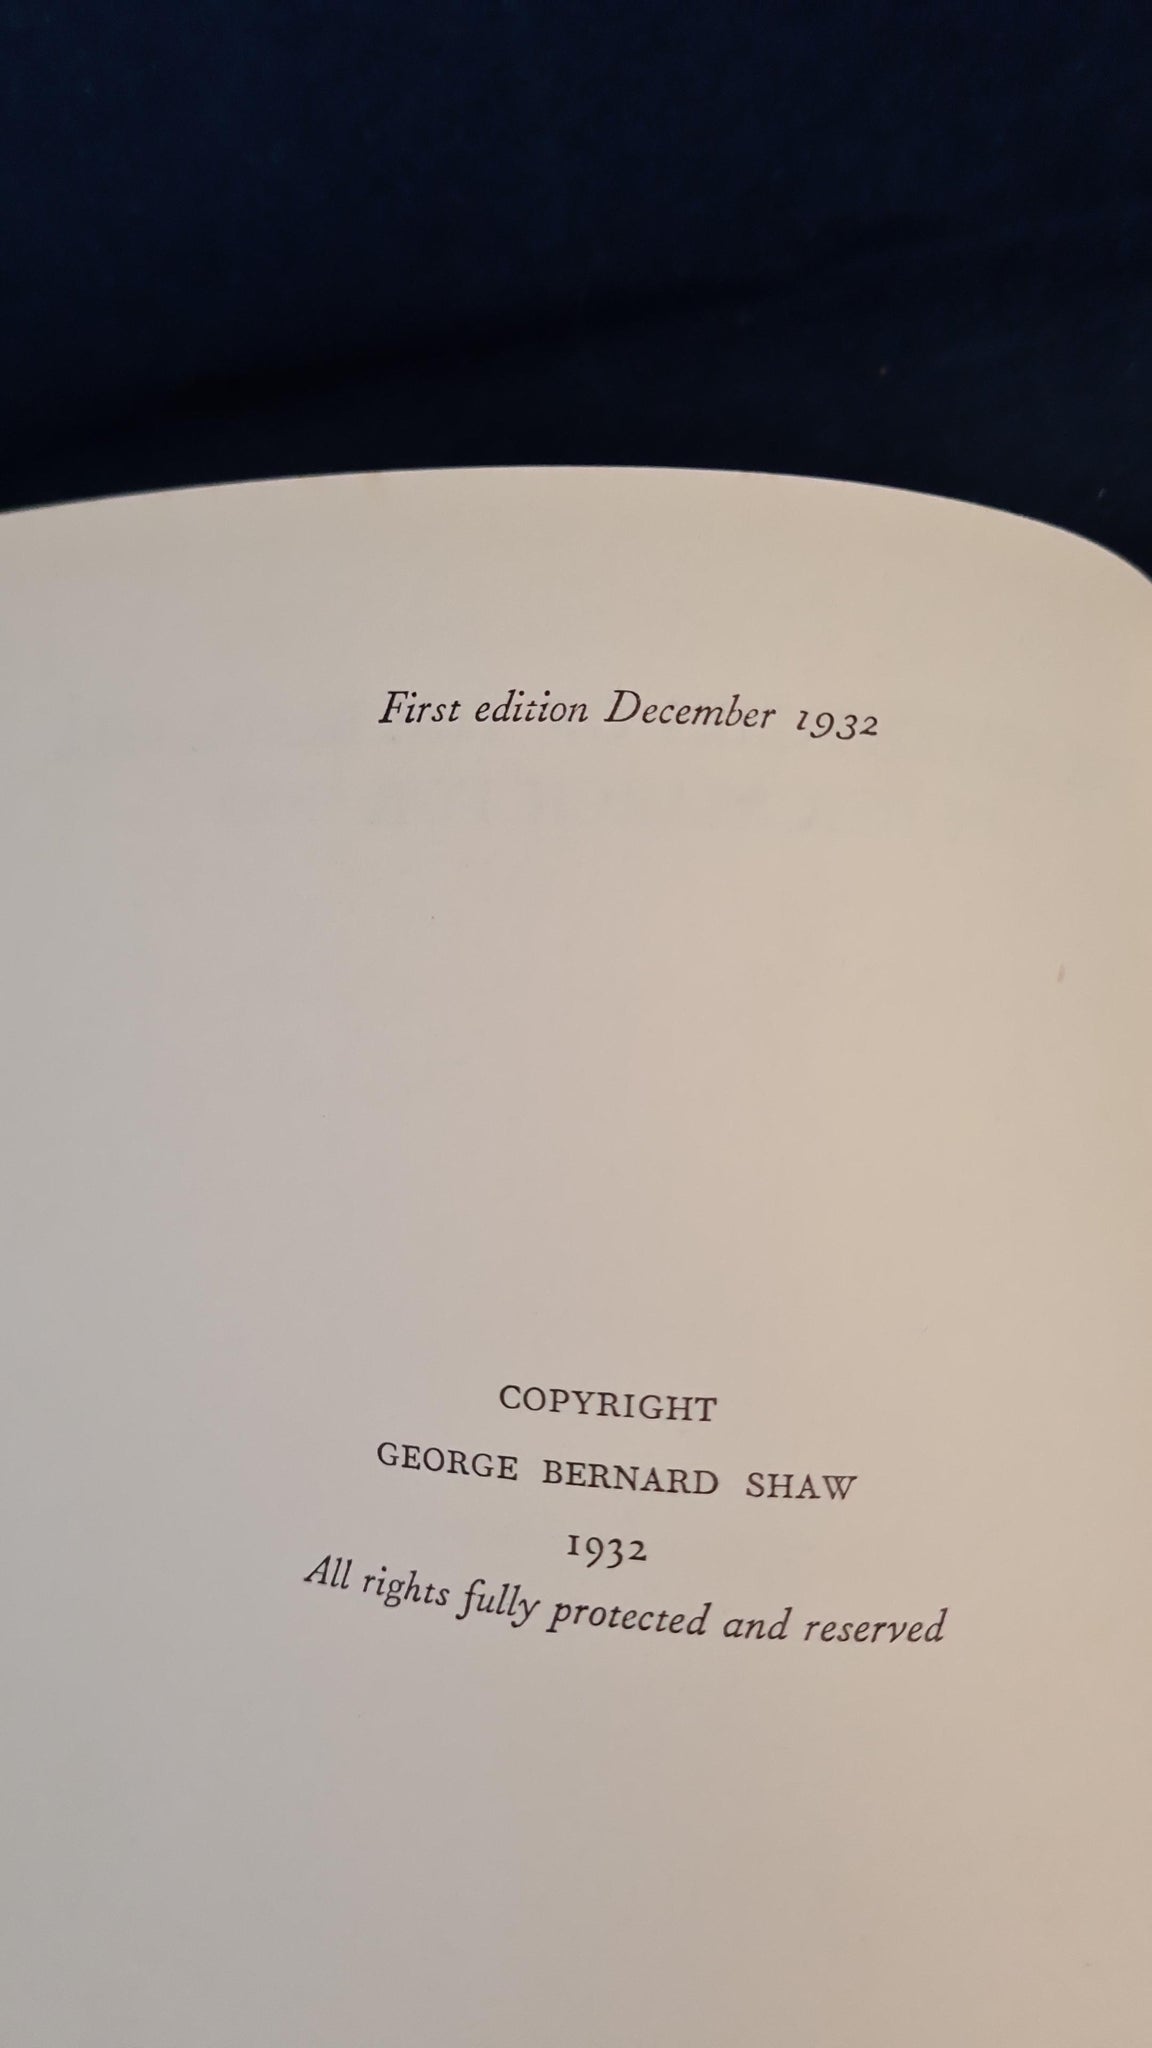 First edition December 1932
COPYRIGHT
GEORGE BERNARD SHAW
1932
All rights fully protected and reserved